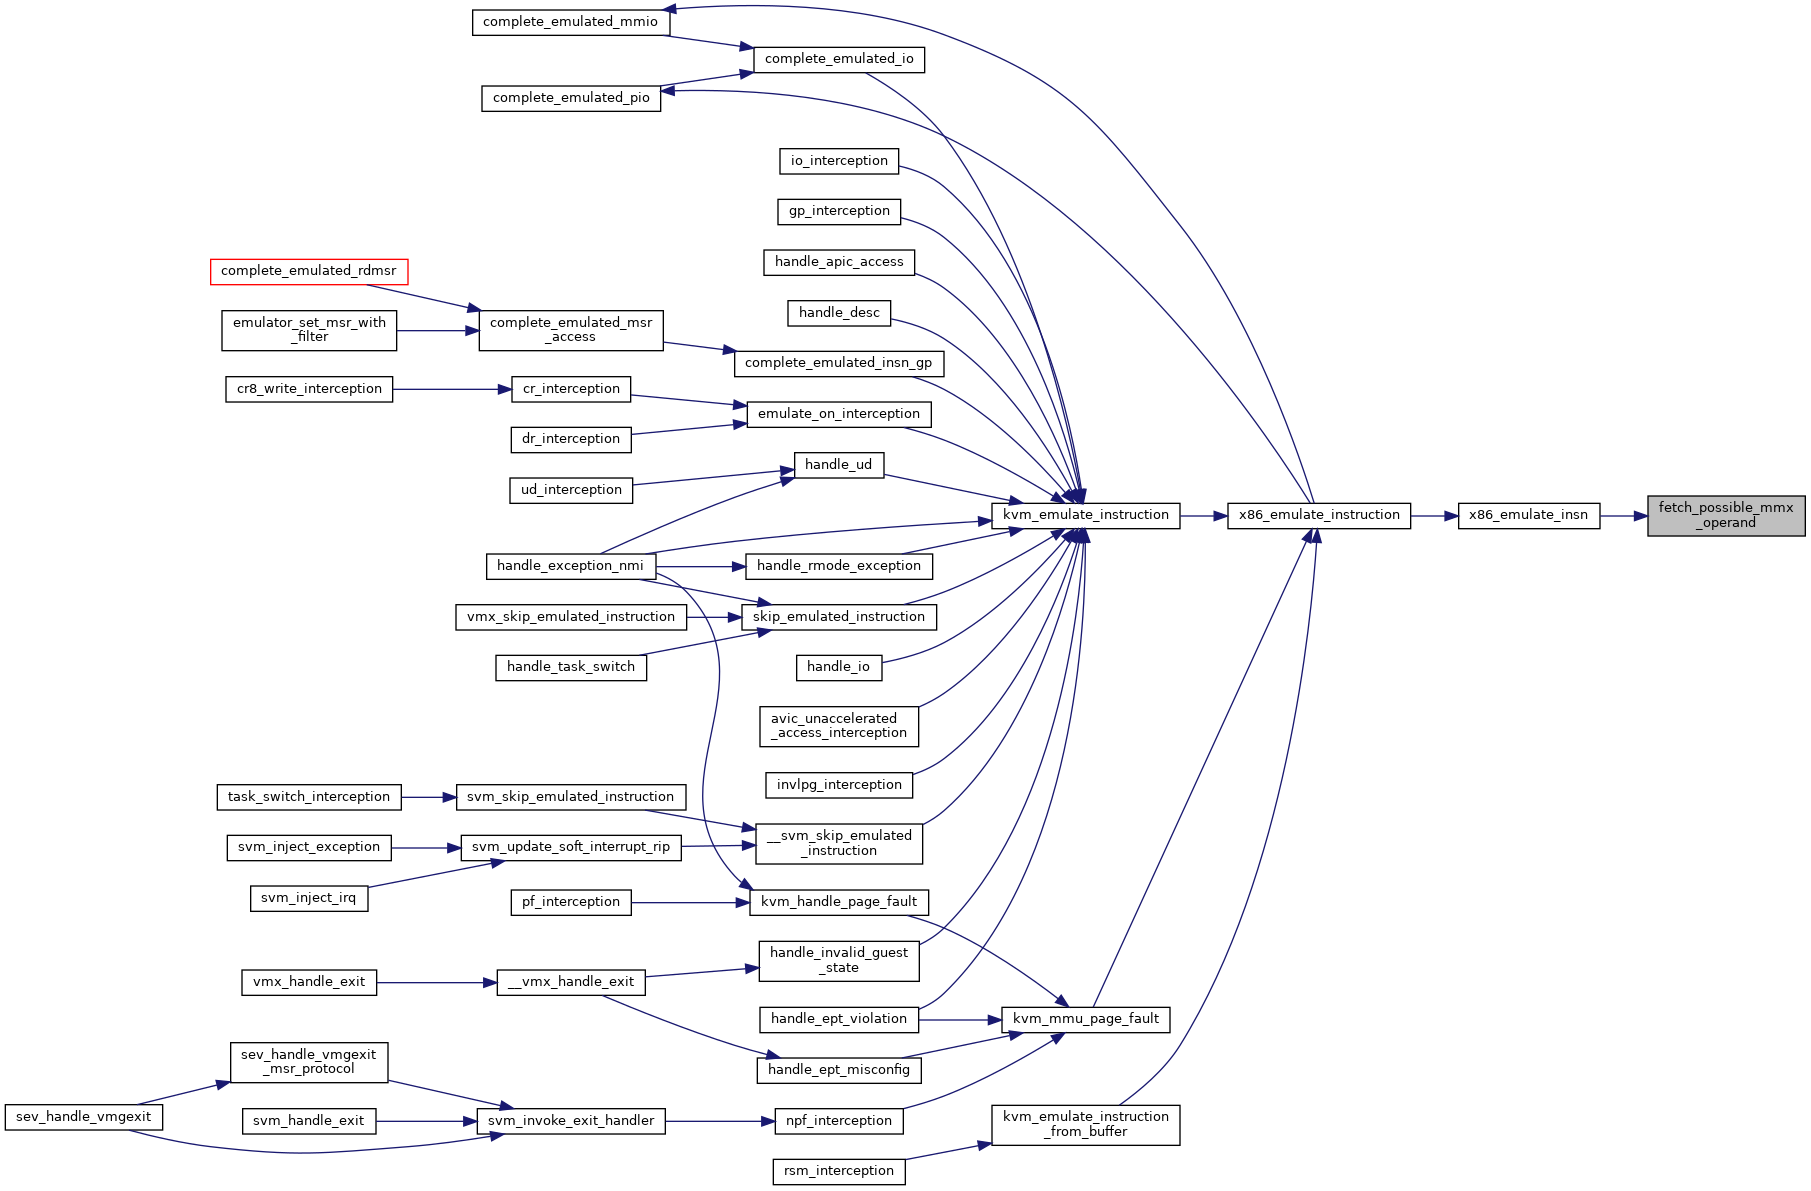 complete_emulated_mmio
complete_emulated_io
complete_emulated_pio
io_interception
gp_interception
handle_apic_access
complete_emulated_rdmsr
handle_desc
emulator_set_msr_with
_filter
complete_emulated_msr
_access
complete_emulated_insn_gp
cr8_write_interception
cr_interception
emulate_on_interception
dr_interception
handle_ud
ud_interception
kvm_emulate_instruction
x86_emulate_instruction
x86_emulate_insn
fetch_possible_mmx
_operand
handle_exception_nmi
handle_rmode_exception
vmx_skip_emulated_instruction
skip_emulated_instruction
handle_task_switch
handle_io
avic_unaccelerated
_access_interception
invlpg_interception
task_switch_interception
svm_skip_emulated_instruction
__svm_skip_emulated
_instruction
svm_inject_exception
svm_update_soft_interrupt_rip
svm_inject_irq
pf_interception
kvm_handle_page_fault
handle_invalid_guest
_state
vmx_handle_exit
__vmx_handle_exit
handle_ept_violation
kvm_mmu_page_fault
handle_ept_misconfig
sev_handle_vmgexit
_msr_protocol
sev_handle_vmgexit
svm_handle_exit
svm_invoke_exit_handler
npf_interception
kvm_emulate_instruction
_from_buffer
rsm_interception